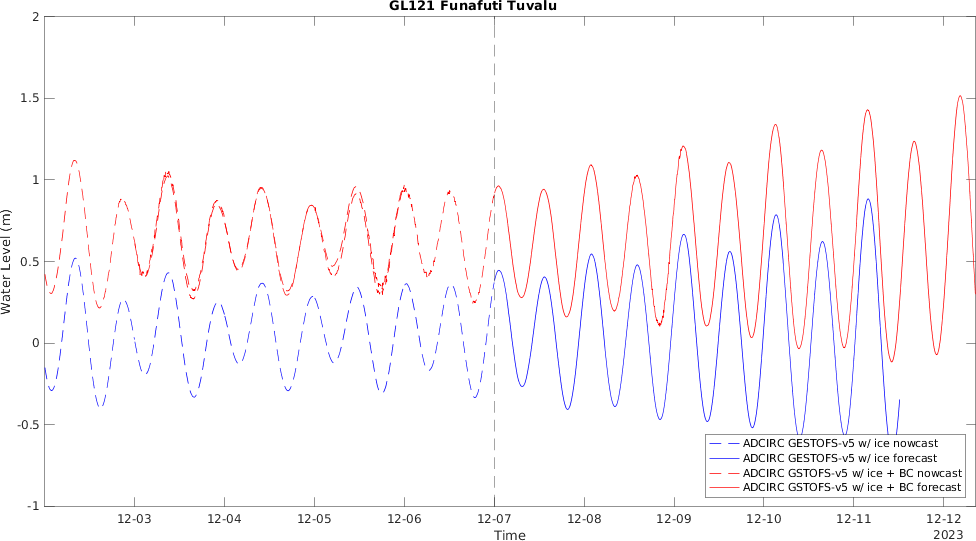 GL121 Funafuti Tuvalu
2
1.5
1
0.5
0
-0.5
-1
Water Level (m)
12-03 12-04 12-05 12-06 12-07 12-08 12-09 12-10 12-11 12-12
2023
Time
ADCIRC GESTOFS-v5 w/ ice nowcast
ADCIRC GESTOFS-v5 w/ ice forecast
ADCIRC GSTOFS-v5 w/ ice + BC nowcast
ADCIRC GSTOFS-v5 w/ ice + BC forecast